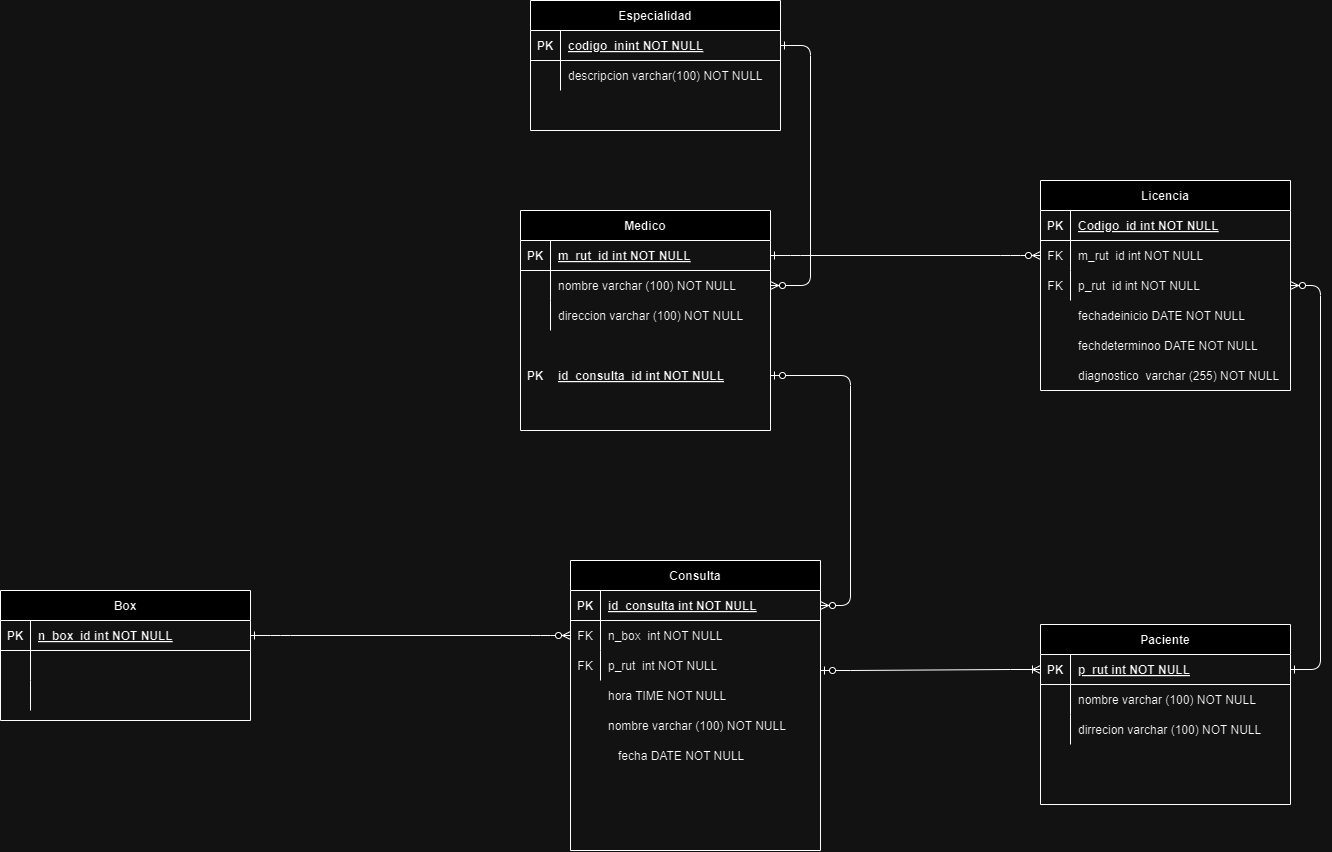 Especialidad
PK codigo_inint NOT NULL
descripcion varchar(100) NOT NULL
Medico
PK m_rut_id int NOT NULL
nombre varchar (100) NOT NULL
direccion varchar (100) NOT NULL
PK id_consulta_id int NOT NULL
Licencia
PK Codigo_id int NOT NULL
FK m_rut_id int NOT NULL
FK p_rut_id int NOT NULL
fechadeinicio DATE NOT NULL
fechdeterminoo DATE NOT NULL
diagnostico varchar (255) NOT NULL
Box
PK n_box_id int NOT NULL
Consulta
PK id_consulta int NOT NULL
FK n_box int NOT NULL
FK p_rut int NOT NULL
hora TIME NOT NULL
nombre varchar (100) NOT NULL
fecha DATE NOT NULL
Paciente
PK p_rut int NOT NULL
nombre varchar (100) NOT NULL
dirrecion varchar (100) NOT NULL